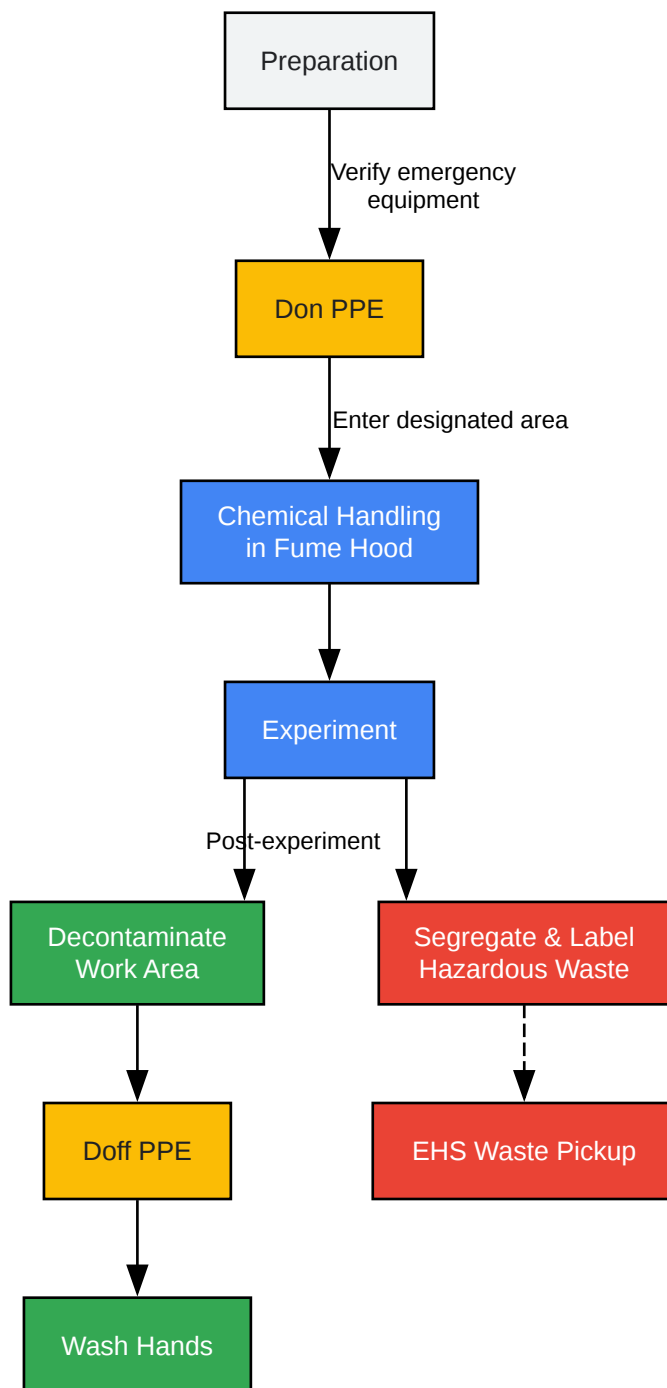 Preparation
Verify emergency
equipment
Don PPE
Enter designated area
Chemical Handling
in Fume Hood
Experiment
Post-experiment
Decontaminate
Work Area
Segregate & Label
Hazardous Waste
Doff PPE
EHS Waste Pickup
Wash Hands